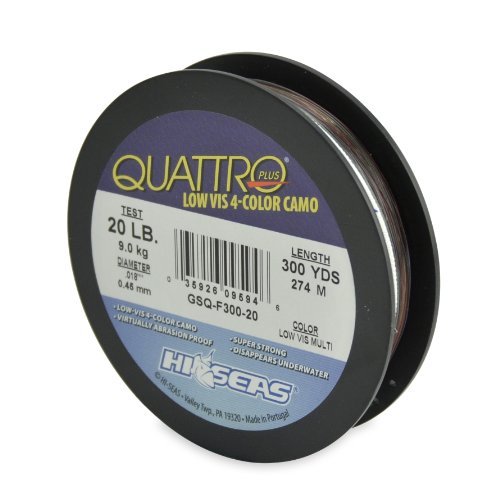 QUATTRO® PLUS
LOW VIS 4-COLOR CAMO
TEST
20 LB.
9.0 kg
DIAMETER
.018"
0.46 mm
0 35926 09594 6
GSQ-F300-20
LENGTH
300 YDS
274 M
COLOR
LOW VIS MULTI
•LOW-VIS 4-COLOR CAMO
•VIRTUALLY ABRASION PROOF
•SUPER STRONG
•DISAPPEARS UNDERWATER
HI-SEAS
© HI-SEAS • Valley Twp., PA 19320 • Made in Portugal